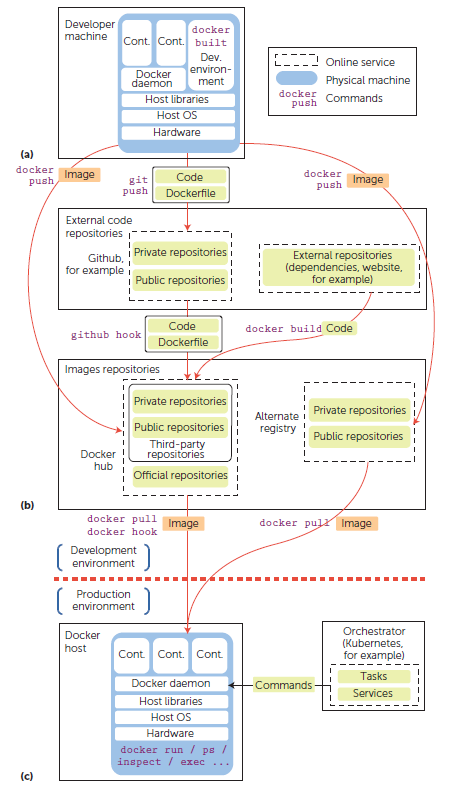 Developer
machine
Cont.
Cont.
docker
built
Dev.
environ-
ment
Docker
daemon
Host libraries
Host OS
Hardware
Online service
Physical machine
docker
push
Commands
(a)
docker
push
Image
git
push
Code
Dockerfile
docker
push
Image
External code
repositories
Github,
for example
Private repositories
Public repositories
External repositories
(dependencies, website,
for example)
github hook
Code
Dockerfile
docker build
Code
Images repositories
Private repositories
Public repositories
Third-party
repositories
Docker
hub
Official repositories
Alternate
registry
Private repositories
Public repositories
(b)
docker pull
docker hook
Image
docker pull
Image
Development
environment
Production
environment
Docker
host
Cont.
Cont.
Cont.
Docker daemon
Host libraries
Host OS
Hardware
docker run / ps /
inspect / exec ...
Commands
Orchestrator
(Kubernetes,
for example)
Tasks
Services
(c)